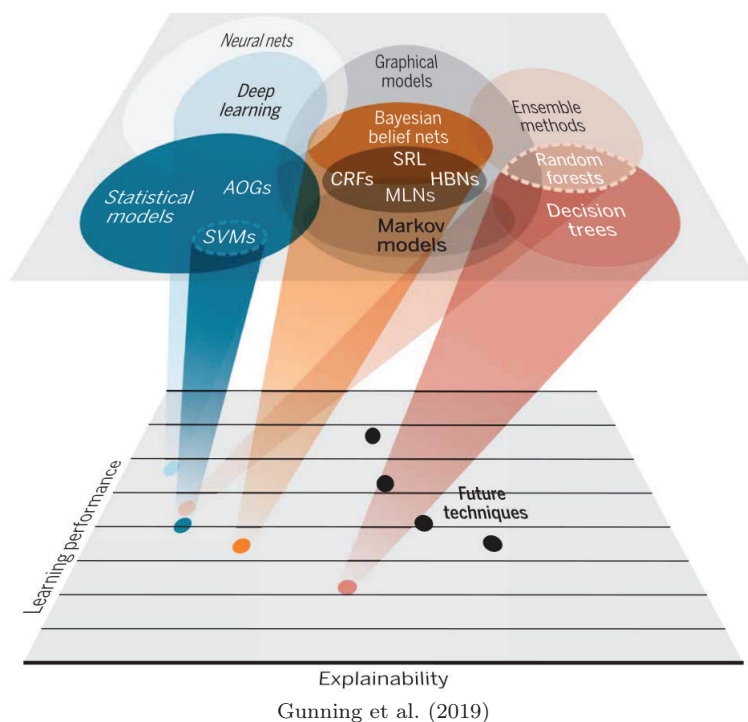 Neural nets
Deep
learning
Graphical
models
Ensemble
methods
Bayesian
belief nets
SRL
CRFs
HBNs
MLNs
Random
forests
AOGs
Statistical
models
SVMs
Markov
models
Decision
trees
Learning performance
Future
techniques
Explainability
Gunning et al. (2019)